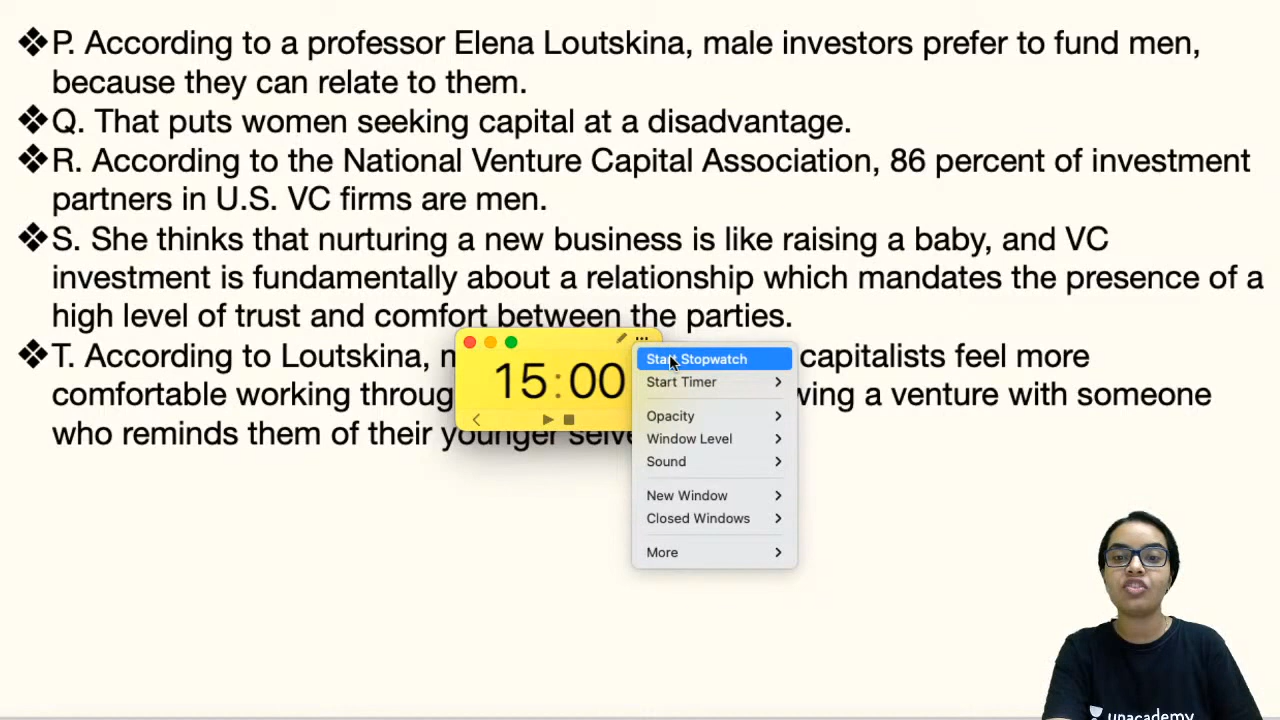 ❖P. According to a professor Elena Loutskina, male investors prefer to fund men,
because they can relate to them.
❖Q. That puts women seeking capital at a disadvantage.
❖R. According to the National Venture Capital Association, 86 percent of investment
partners in U.S. VC firms are men.
❖S. She thinks that nurturing a new business is like raising a baby, and VC
investment is fundamentally about a relationship which mandates the presence of a
high level of trust and comfort between the parties.
❖T. According to Loutskina, capitalists feel more
comfortable working a venture with someone
who reminds them of their younger
15:00
Start Stopwatch
Start Timer
Opacity
Window Level
Sound
New Window
Closed Windows
More
unacademy